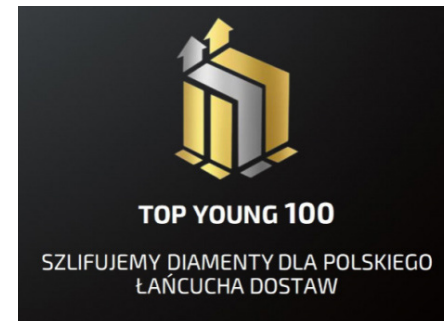 TOP YOUNG 100
SZLIFUJEMY DIAMENTY DLA POLSKIEGO
ŁAŃCUCHA DOSTAW